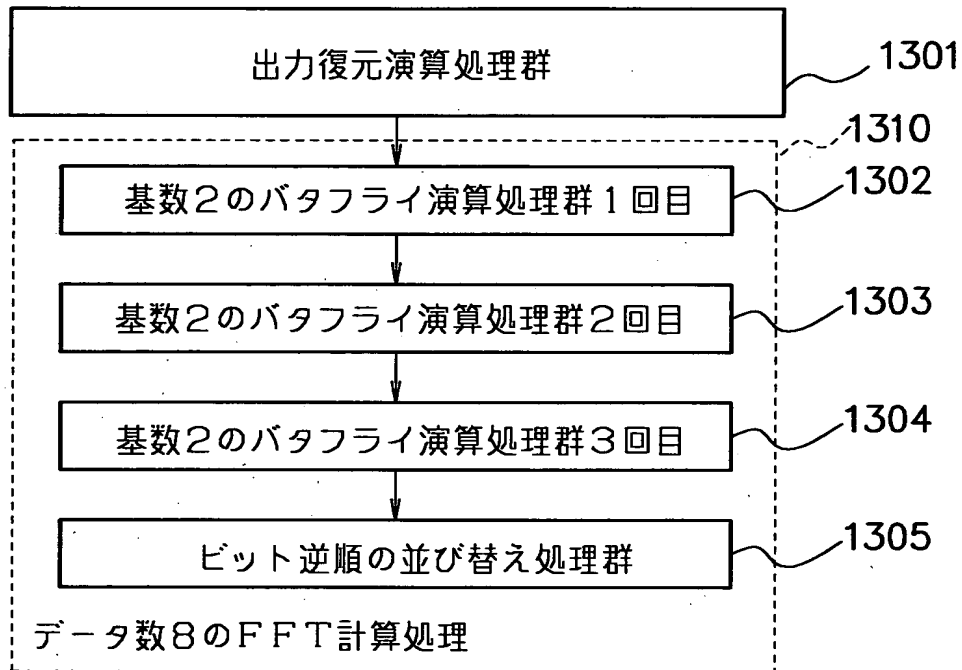 出力復元演算処理群
1301
1310
基数2のバタフライ演算処理群1回目
1302
基数2のバタフライ演算処理群2回目
1303
基数2のバタフライ演算処理群3回目
1304
ビット逆順の並び替え処理群
1305
データ数8のFFT計算処理